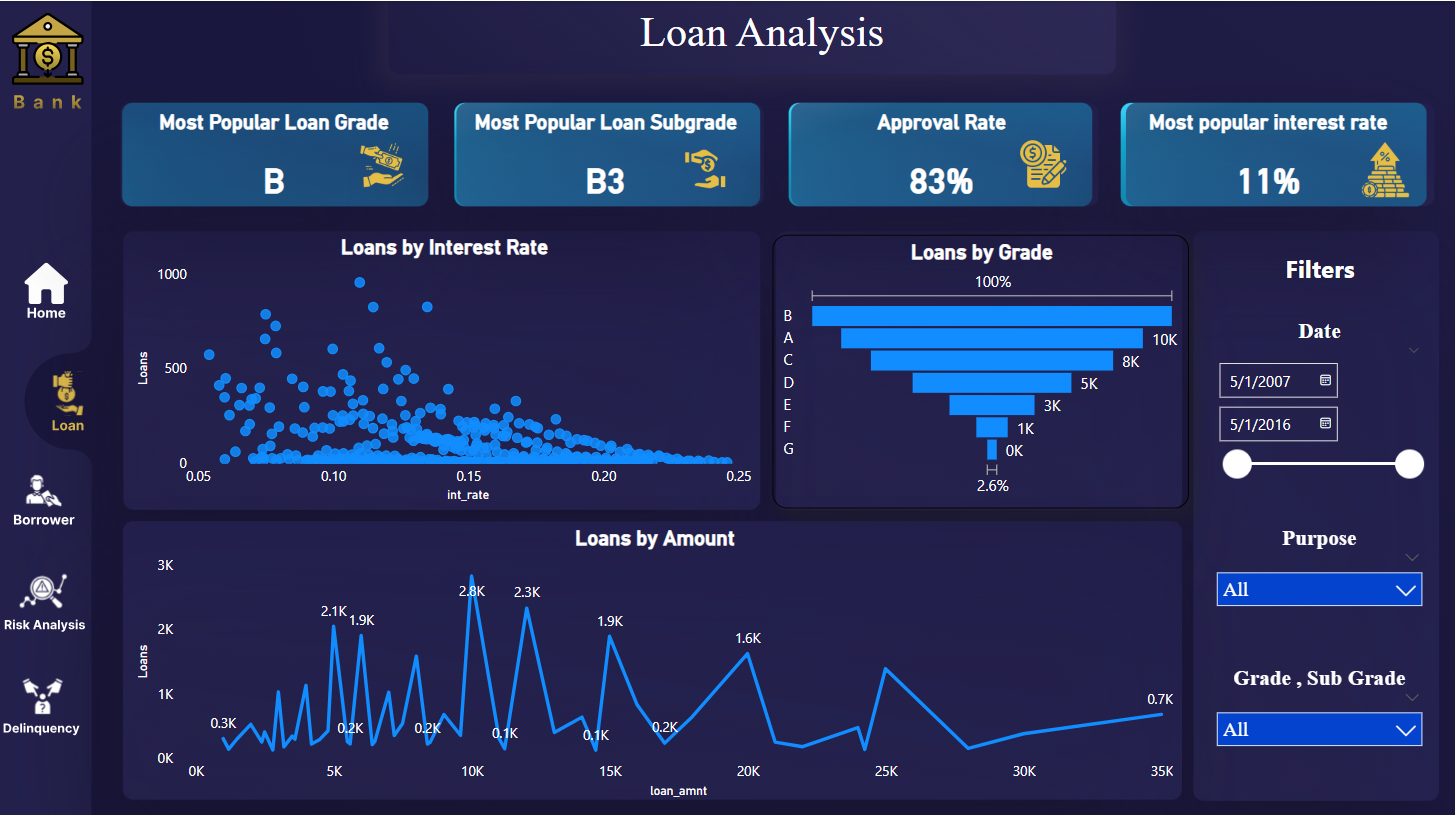 Loan Analysis
Bank
Most Popular Loan Grade
B
Most Popular Loan Subgrade
B3
Approval Rate
83%
Most popular interest rate
11%
Home
Loan
Borrower
Risk Analysis
Delinquency
Loans by Interest Rate
Loans
1000
500
0
0.05 0.10 0.15 0.20 0.25
int_rate
Loans by Grade
100%
B
A 10K
C 8K
D 5K
E 3K
F 1K
G 0K
2.6%
Loans by Amount
Loans
3K
2K
1K
0K
0.3K 2.1K 0.2K 1.9K 0.2K 2.8K 0.1K 2.3K 0.1K 1.9K 0.2K 1.6K 0.7K
0K 5K 10K 15K 20K 25K 30K 35K
loan_amnt
Filters
Date
5/1/2007
5/1/2016
Purpose
All
Grade , Sub Grade
All